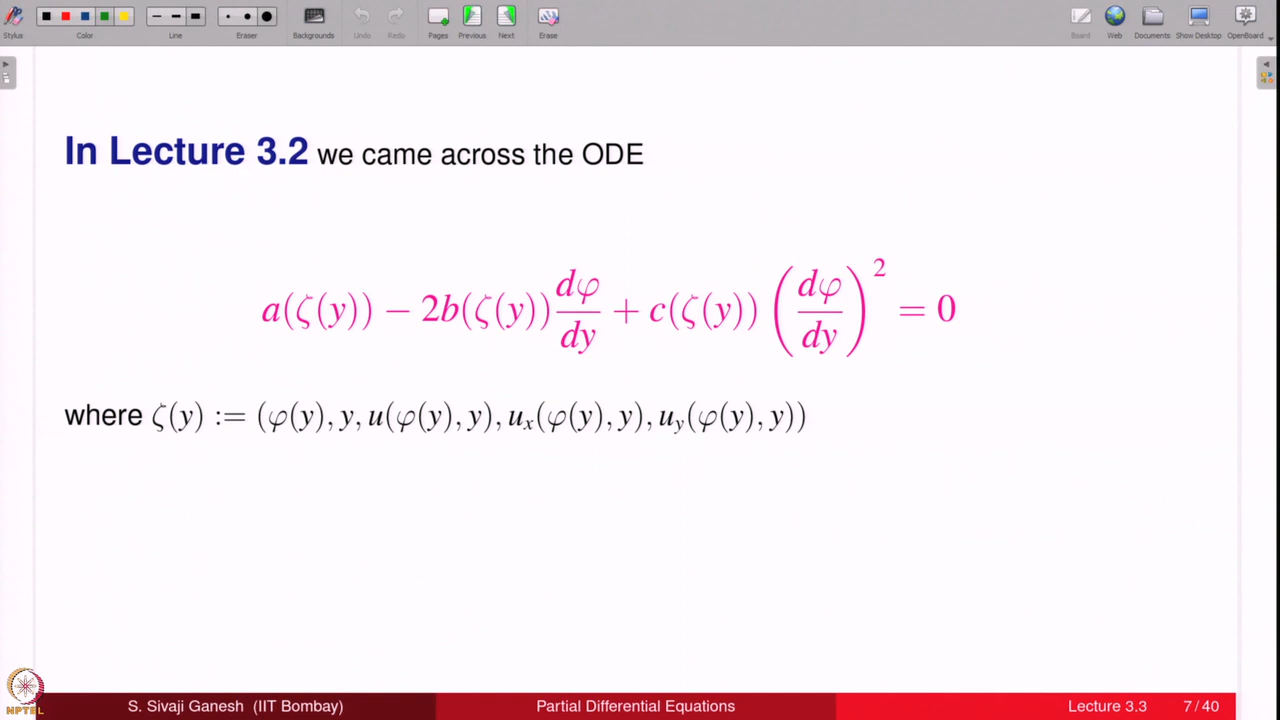 Stylus Color Line Eraser Backgrounds Undo Redo Pages Previous Next Erase Board Web Documents Show Desktop OpenBoard
In Lecture 3.2 we came across the ODE
a(ζ(y)) − 2b(ζ(y)) dφ/dy + c(ζ(y)) (dφ/dy)² = 0
where ζ(y) := (φ(y), y, u(φ(y), y), uₓ(φ(y), y), u_y(φ(y), y))
NPTEL
S. Sivaji Ganesh (IIT Bombay) Partial Differential Equations Lecture 3.3 7 / 40